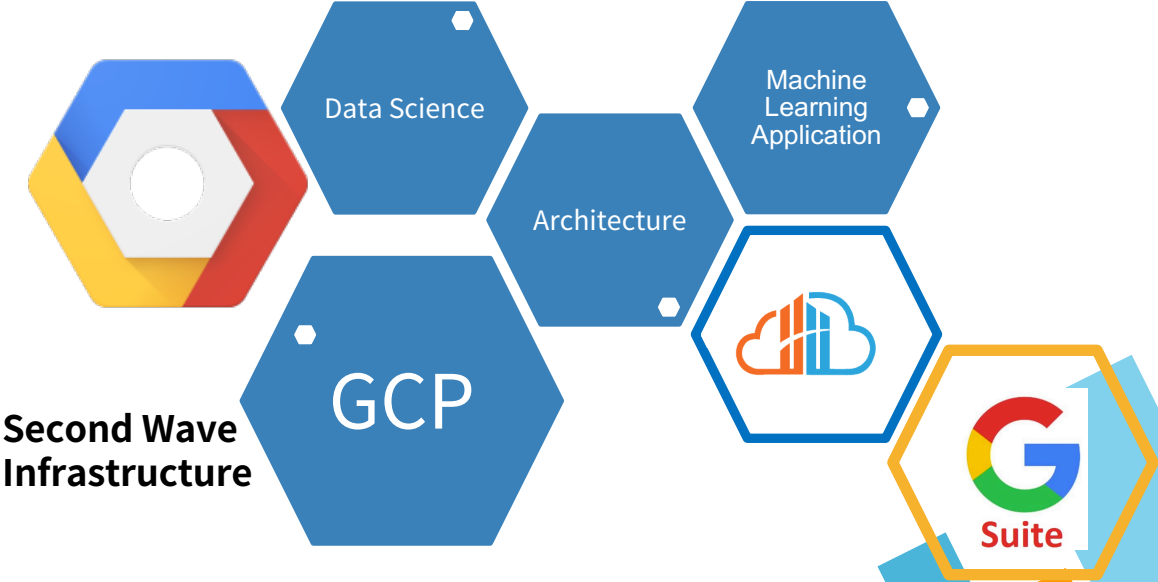 Data Science
Machine
Learning
Application
Architecture
GCP
Second Wave
Infrastructure
G
Suite